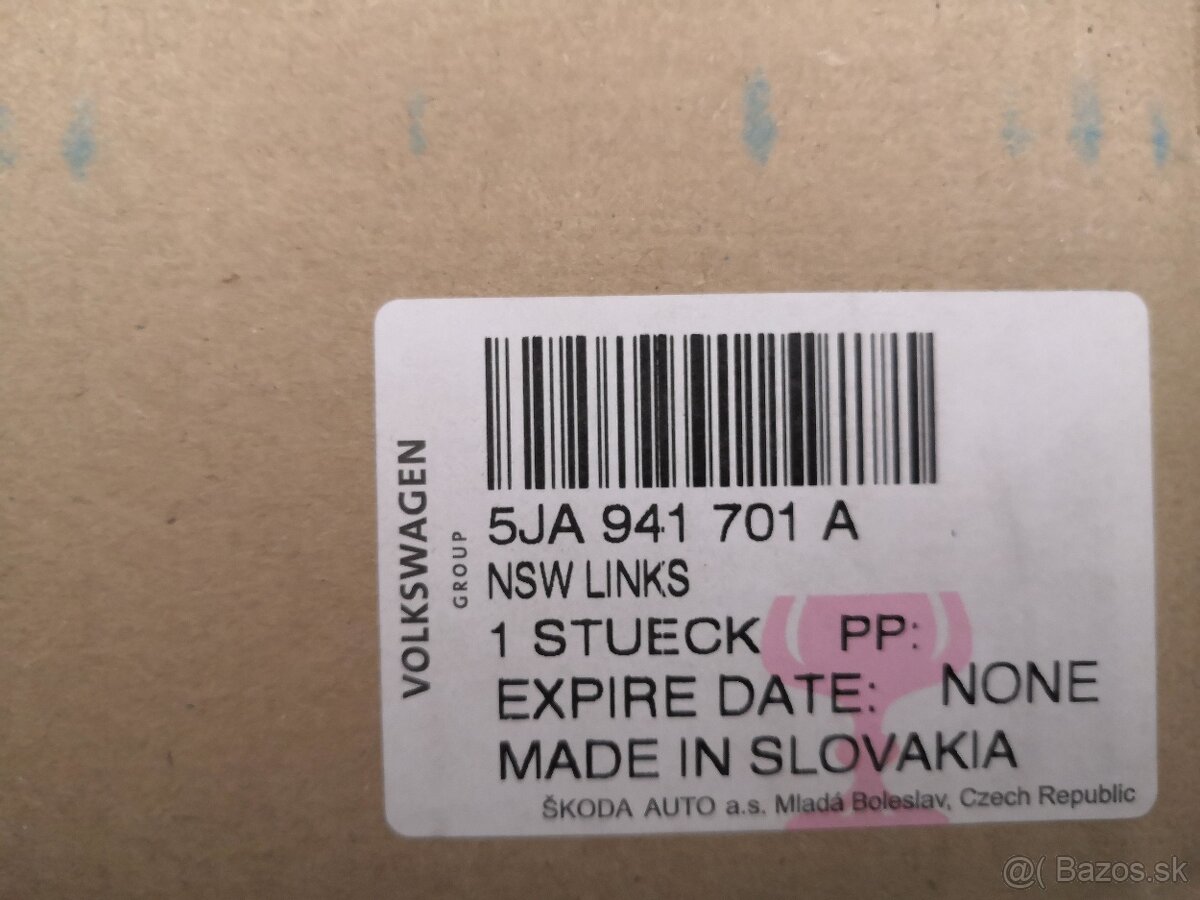 VOLKSWAGEN
GROUP
5JA 941 701 A
NSW LINKS
1 STUECK PP:
EXPIRE DATE: NONE
MADE IN SLOVAKIA
ŠKODA AUTO a.s. Mladá Boleslav, Czech Republic
@( Bazos.sk